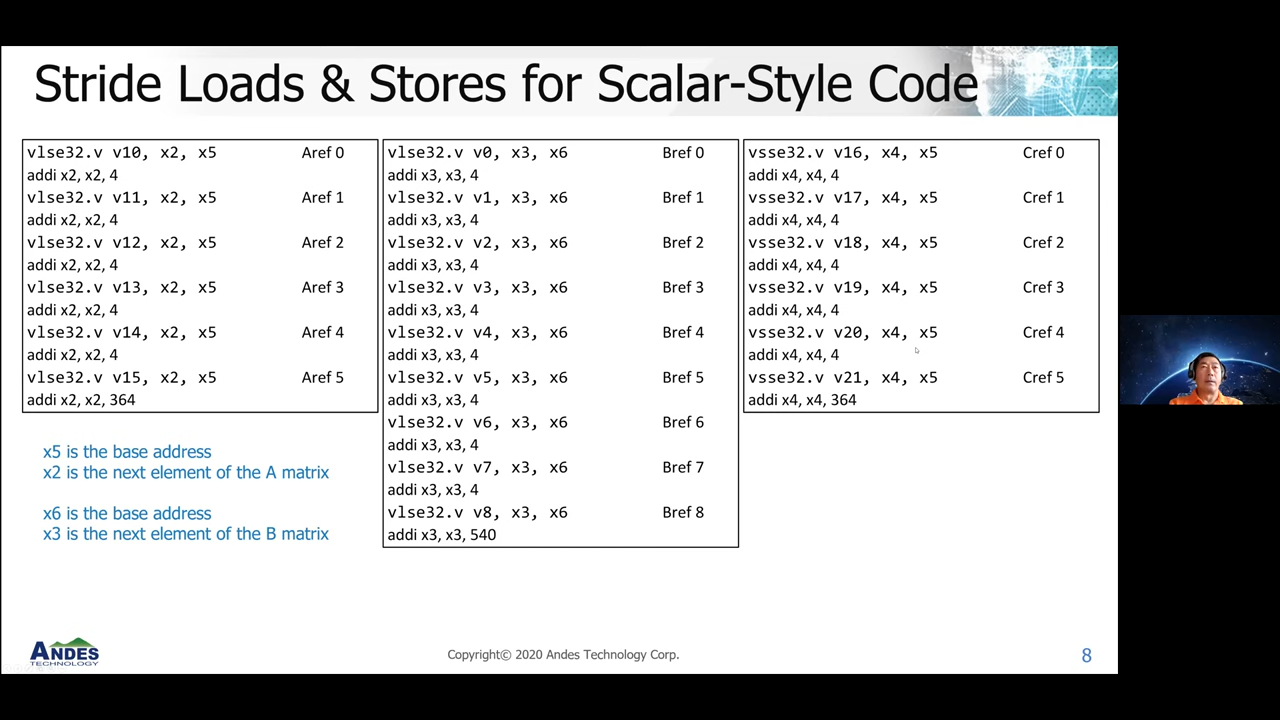 Stride Loads & Stores for Scalar-Style Code
vlse32.v v10, x2, x5 Aref 0
addi x2, x2, 4
vlse32.v v11, x2, x5 Aref 1
addi x2, x2, 4
vlse32.v v12, x2, x5 Aref 2
addi x2, x2, 4
vlse32.v v13, x2, x5 Aref 3
addi x2, x2, 4
vlse32.v v14, x2, x5 Aref 4
addi x2, x2, 4
vlse32.v v15, x2, x5 Aref 5
addi x2, x2, 364
vlse32.v v0, x3, x6 Bref 0
addi x3, x3, 4
vlse32.v v1, x3, x6 Bref 1
addi x3, x3, 4
vlse32.v v2, x3, x6 Bref 2
addi x3, x3, 4
vlse32.v v3, x3, x6 Bref 3
addi x3, x3, 4
vlse32.v v4, x3, x6 Bref 4
addi x3, x3, 4
vlse32.v v5, x3, x6 Bref 5
addi x3, x3, 4
vlse32.v v6, x3, x6 Bref 6
addi x3, x3, 4
vlse32.v v7, x3, x6 Bref 7
addi x3, x3, 4
vlse32.v v8, x3, x6 Bref 8
addi x3, x3, 540
vsse32.v v16, x4, x5 Cref 0
addi x4, x4, 4
vsse32.v v17, x4, x5 Cref 1
addi x4, x4, 4
vsse32.v v18, x4, x5 Cref 2
addi x4, x4, 4
vsse32.v v19, x4, x5 Cref 3
addi x4, x4, 4
vsse32.v v20, x4, x5 Cref 4
addi x4, x4, 4
vsse32.v v21, x4, x5 Cref 5
addi x4, x4, 364
x5 is the base address
x2 is the next element of the A matrix
x6 is the base address
x3 is the next element of the B matrix
ANDES
TECHNOLOGY
Copyright© 2020 Andes Technology Corp.
8